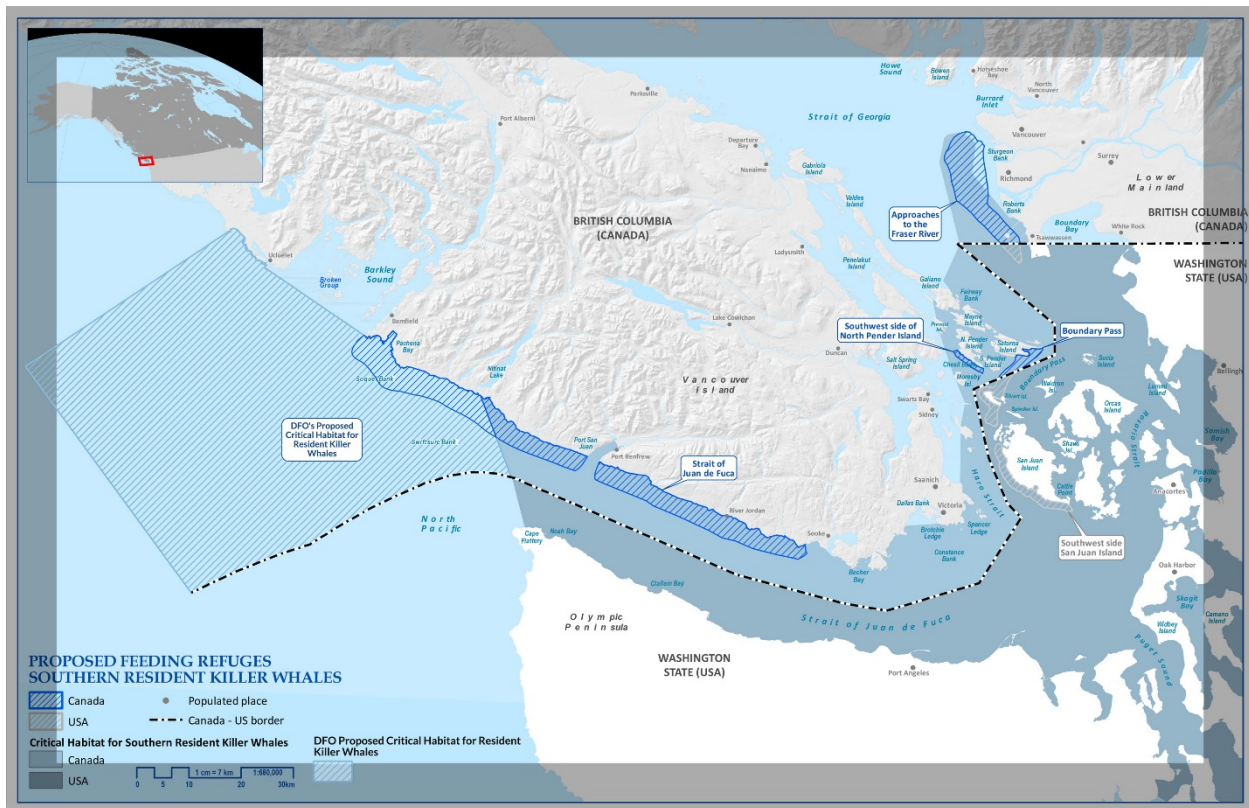 Howe
Sound
Bowen
Island
Horseshoe
Bay
North
Vancouver
Burrard
Inlet
Parksville
Port Alberni
Strait of Georgia
Vancouver
Departure
Bay
Nanaimo
Gabriola
Island
Sturgeon
Bank
Surrey
Richmond
Lower
Mainland
Valdes
Island
Roberts
Bank
Boundary
Bay
White Rock
Tsawwassen
BRITISH COLUMBIA
(CANADA)
BRITISH COLUMBIA
(CANADA)
WASHINGTON
STATE (USA)
Approaches
to the
Fraser River
Ucluelet
Broken
Group
Barkley
Sound
Ladysmith
Penelakut
Island
Galiano
Island
Fairway
Bank
Mayne
Island
Bamfield
Pachena
Bay
Lake Cowichan
Southwest side of
North Pender Island
Prevost
Isl.
N. Pender
Island
Saturna
Island
Boundary Pass
Duncan
Salt Spring
Island
S. Pender
Island
Moresby
Isl.
Boundary Pass
Sucia
Island
Nitinat
Lake
Vancouver
Island
Swartz Bay
Sidney
Stuart Isl.
Waldron
Isl.
Spieden Isl.
Orcas
Island
Lummi
Island
Bellingh
DFO's Proposed
Critical Habitat for
Resident Killer
Whales
Swiftsure Bank
Port San
Juan
Port Renfrew
Strait of
Juan de Fuca
Shaw
Isl.
San Juan
Island
Rosario Strait
Samish
Bay
Padilla
Bay
Saanich
Haro Strait
Cattle
Point
Anacortes
North
Pacific
Cape
Flattery
Neah Bay
River Jordan
Sooke
Dallas Bank
Victoria
Brotchie
Ledge
Spencer
Ledge
Constance
Bank
Southwest side
San Juan Island
Becher
Bay
Clallam Bay
Oak Harbor
Skagit
Bay
Camano
Island
Widbey
Island
Olympic
Peninsula
Strait of Juan de Fuca
Puget Sound
WASHINGTON
STATE (USA)
Port Angeles
PROPOSED FEEDING REFUGES
SOUTHERN RESIDENT KILLER WHALES
Canada
Populated place
USA
Canada - US border
Critical Habitat for Southern Resident Killer Whales
Canada
USA
DFO Proposed Critical Habitat for Resident
Killer Whales
1 cm = 7 km
1:680,000
0 5 10 20 30km